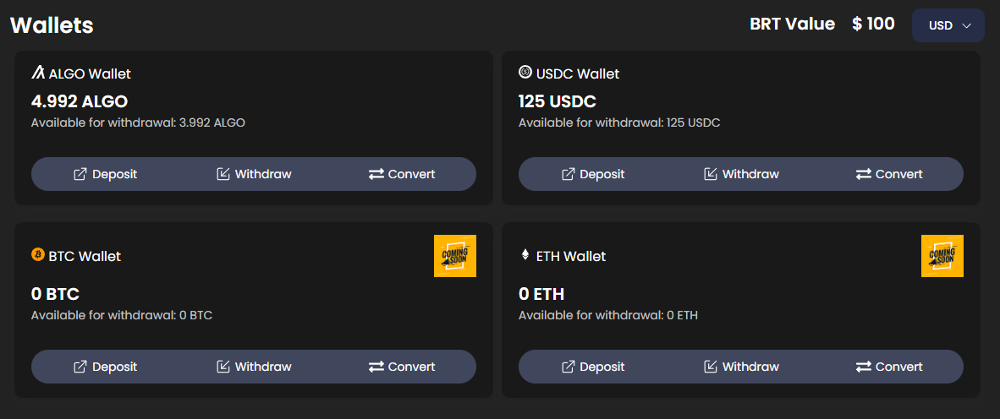 Wallets
BRT Value $ 100 USD
ALGO Wallet
4.992 ALGO
Available for withdrawal: 3.992 ALGO
Deposit Withdraw Convert
USDC Wallet
125 USDC
Available for withdrawal: 125 USDC
Deposit Withdraw Convert
BTC Wallet
COMING
SOON
0 BTC
Available for withdrawal: 0 BTC
Deposit Withdraw Convert
ETH Wallet
COMING
SOON
0 ETH
Available for withdrawal: 0 ETH
Deposit Withdraw Convert